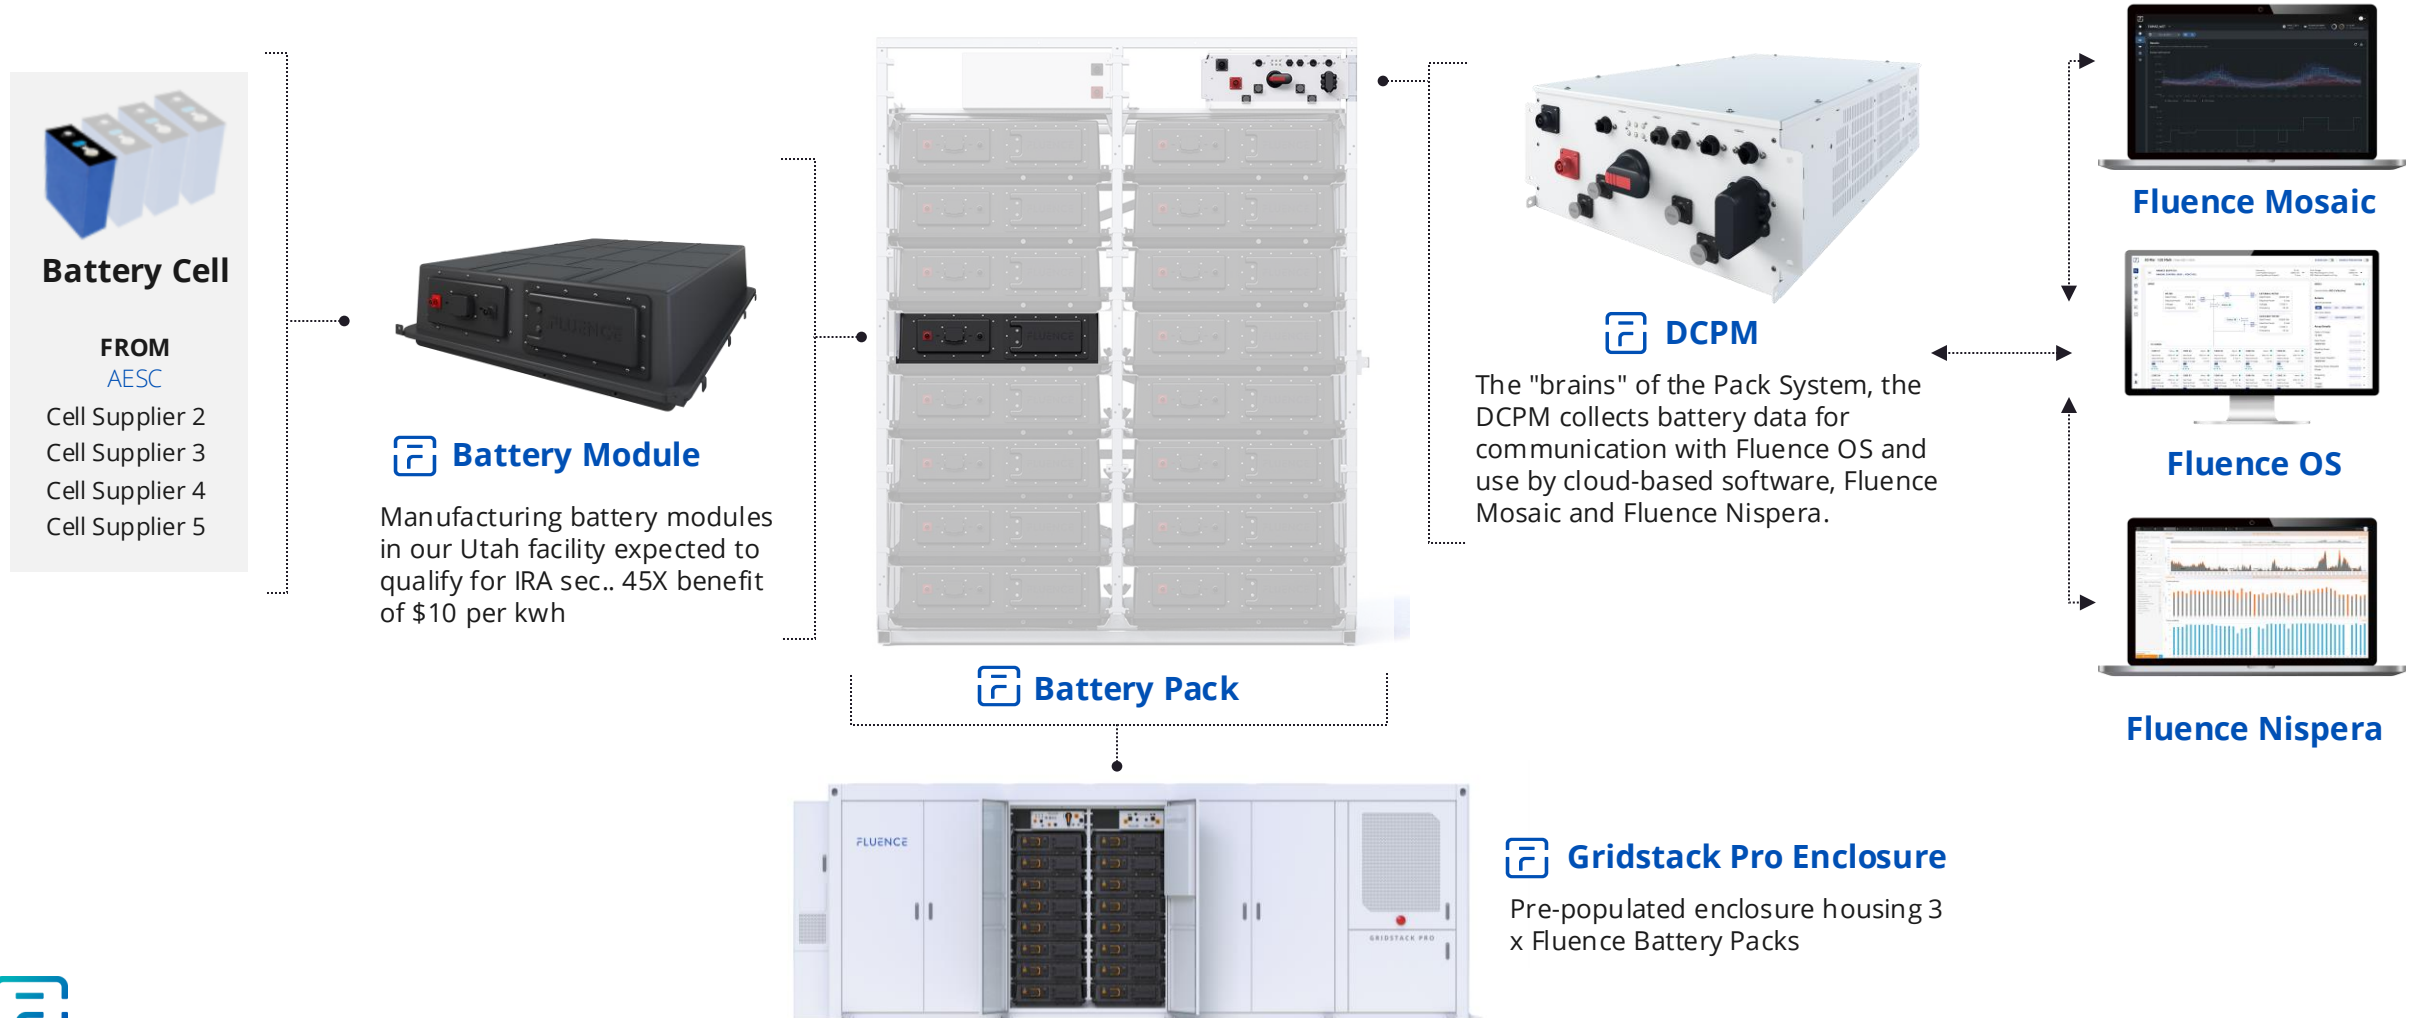 Battery Cell
FROM
AESC
Cell Supplier 2
Cell Supplier 3
Cell Supplier 4
Cell Supplier 5
FLUENCE
Battery Module
Manufacturing battery modules
in our Utah facility expected to
qualify for IRA sec.. 45X benefit
of $10 per kwh
FLUENCE
Battery Pack
DCPM
The "brains" of the Pack System, the
DCPM collects battery data for
communication with Fluence OS and
use by cloud-based software, Fluence
Mosaic and Fluence Nispera.
Fluence Mosaic
Fluence OS
Fluence Nispera
FLUENCE
GRIDSTACK PRO
Gridstack Pro Enclosure
Pre-populated enclosure housing 3
x Fluence Battery Packs